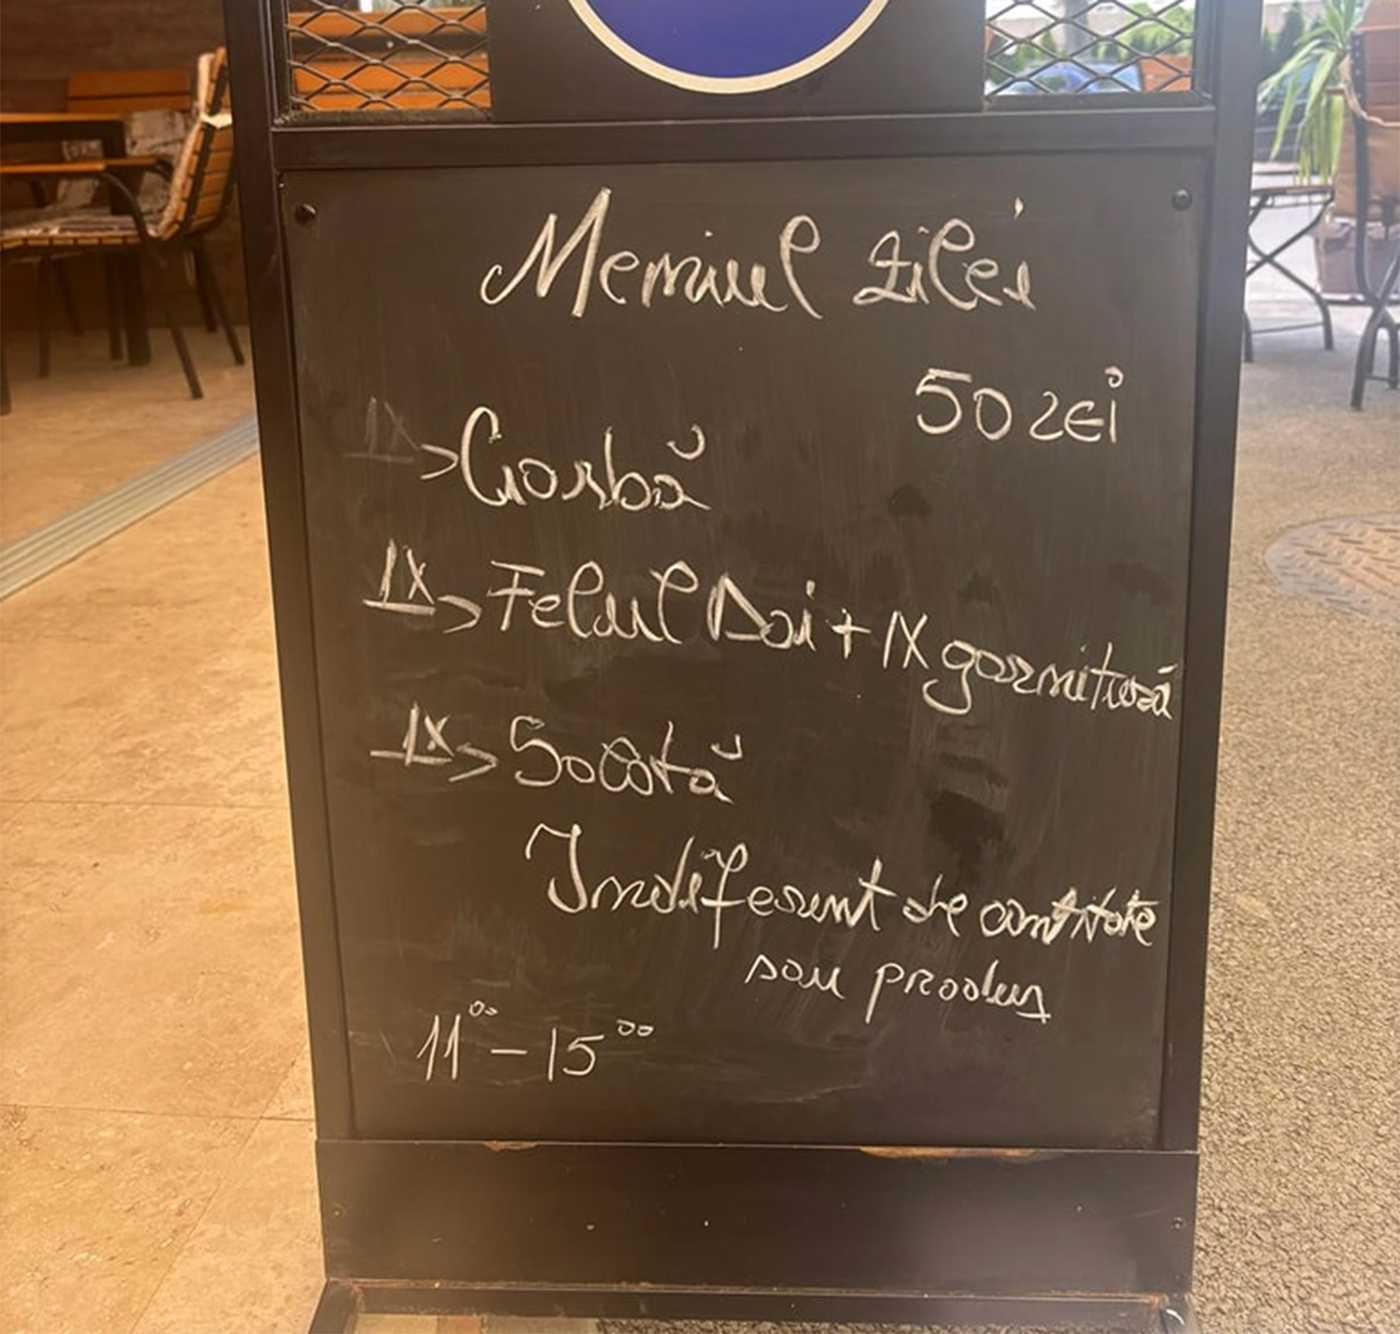 Meniul zilei
50 lEi
1X > Ciorbă
1X > Felul Doi + 1X garnitură
1X > Salată
Indiferent de cantitate
sau produs
11⁰⁰ - 15⁰⁰